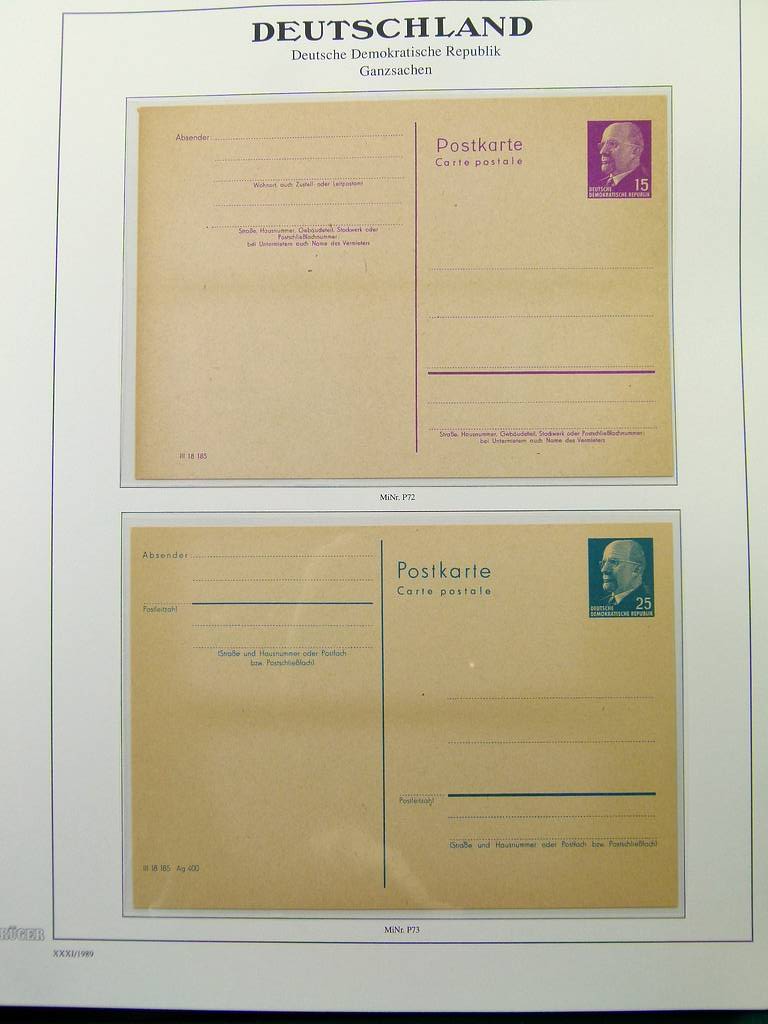 DEUTSCHLAND
Deutsche Demokratische Republik
Ganzsachen
Absender
Wohnort, auch Zustell- oder Leitpostamt
Straße, Hausnummer, Gebäudeteil, Stockwerk oder
Postschließfachnummer;
bei Untermietern auch Name des Vermieters
III 18 185
Postkarte
Carte postale
15
DEUTSCHE
DEMOKRATISCHE REPUBLIK
Straße, Hausnummer, Gebäudeteil, Stockwerk oder Postschließfachnummer;
bei Untermietern auch Name des Vermieters
MiNr. P72
Absender
Postleitzahl
(Straße und Hausnummer oder Postfach
bzw. Postschließfach)
III 18 185 Ag 400
Postkarte
Carte postale
25
DEUTSCHE
DEMOKRATISCHE REPUBLIK
Postleitzahl
(Straße und Hausnummer oder Postfach bzw. Postschließfach)
MiNr. P73
RÜGER
XXXI/1989